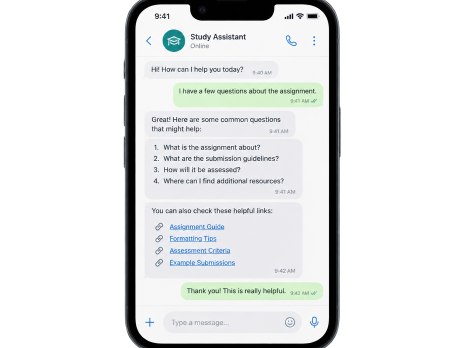 9:41
Study Assistant
Online
Hi! How can I help you today?
9:40 AM
I have a few questions about the assignment.
9:41 AM
Great! Here are some common questions
that might help:
9:41 AM
1. What is the assignment about?
2. What are the submission guidelines?
3. How will it be assessed?
4. Where can I find additional resources?
9:41 AM
You can also check these helpful links:
Assignment Guide
Formatting Tips
Assessment Criteria
Example Submissions
9:42 AM
Thank you! This is really helpful.
9:42 AM
Type a message...